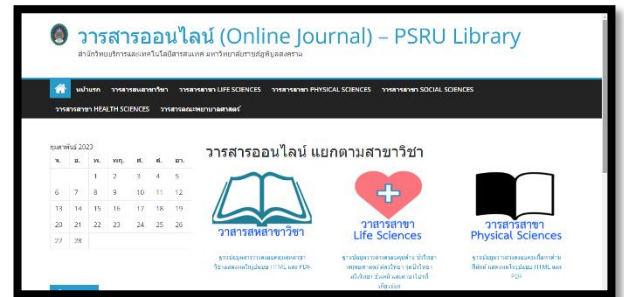 วารสารออนไลน์ (Online Journal) – PSRU Library
สำนักวิทยบริการและเทคโนโลยีสารสนเทศ มหาวิทยาลัยราชภัฏพิบูลสงคราม
หน้าแรก วารสารสหสาขาวิชา วารสารสาขา LIFE SCIENCES วารสารสาขา PHYSICAL SCIENCES วารสารสาขา SOCIAL SCIENCES
วารสารสาขา HEALTH SCIENCES วารสารคณะพยาบาลศาสตร์
กุมภาพันธ์ 2023
จ. อ. พ. พฤ. ศ. ส. อา.
1 2 3 4 5
6 7 8 9 10 11 12
13 14 15 16 17 18 19
20 21 22 23 24 25 26
27 28
วารสารออนไลน์ แยกตามสาขาวิชา
วาสารสหสาขาวิชา
วาสารสาขา
Life Sciences
วารสารสาขา
Physical Sciences